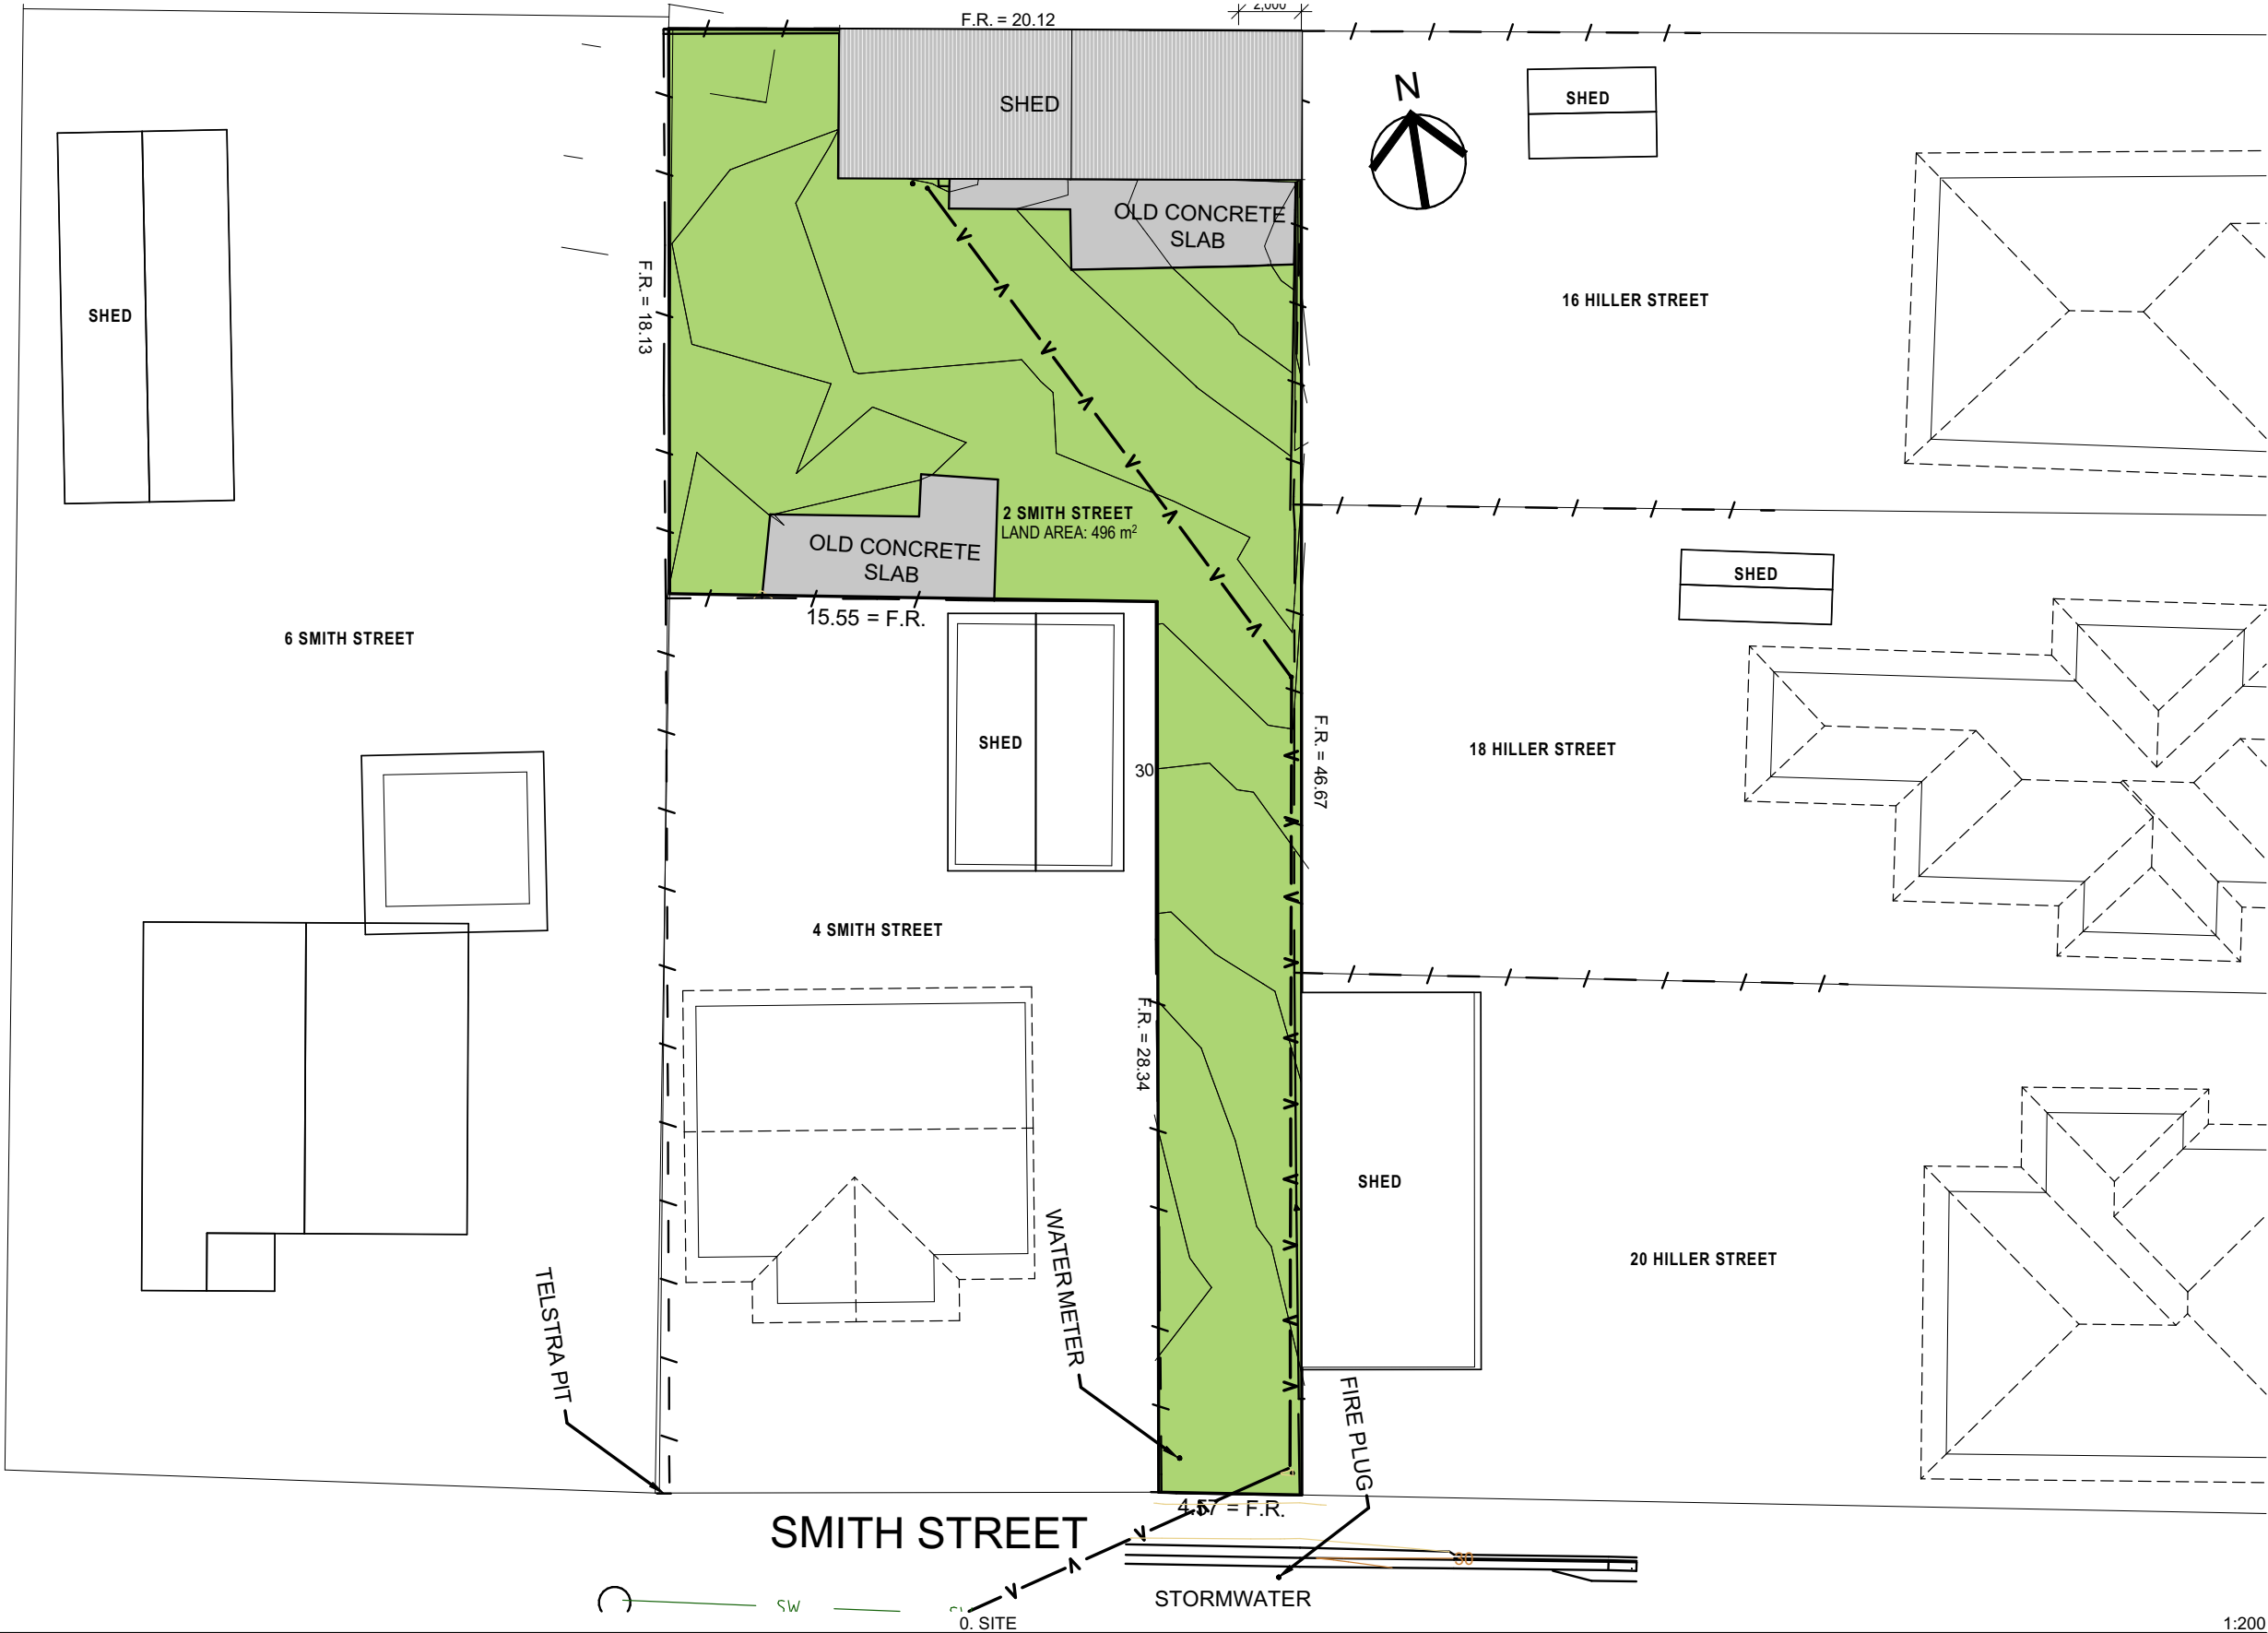 F.R. = 20.12
2,000
SHED
N
SHED
OLD CONCRETE
SLAB
F.R. = 18.13
16 HILLER STREET
SHED
2 SMITH STREET
LAND AREA: 496 m²
OLD CONCRETE
SLAB
SHED
15.55 = F.R.
6 SMITH STREET
SHED
30
F.R. = 46.67
18 HILLER STREET
4 SMITH STREET
F.R. = 28.34
SHED
20 HILLER STREET
WATER METER
TELSTRA PIT
FIRE PLUG
4.57 = F.R.
SMITH STREET
30
STORMWATER
SW
0. SITE
1:200